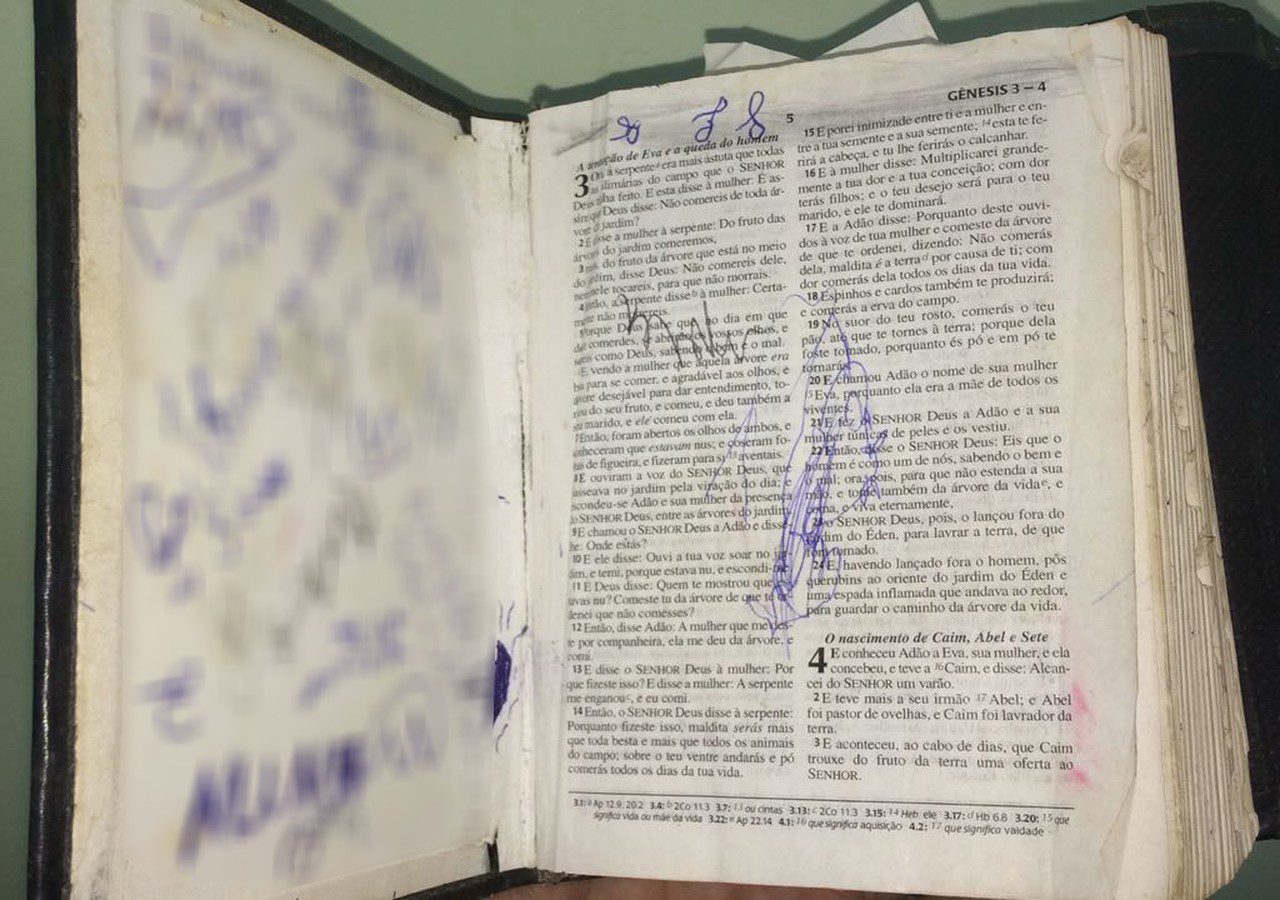 GÊNESIS 3 – 4
5
A tentação de Eva e a queda do homem
3 Ora, a serpente era mais astuta que todas
as alimárias do campo que o SENHOR
Deus tinha feito. E esta disse à mulher: É as-
sim que Deus disse: Não comereis de toda ár-
vore do jardim?
2 E disse a mulher à serpente: Do fruto das
árvores do jardim comeremos,
3 mas, do fruto da árvore que está no meio
do jardim, disse Deus: Não comereis dele,
nem nele tocareis, para que não morrais.
4 Então, a serpente disse b à mulher: Certa-
mente não morrereis.
Porque Deus sabe que, no dia em que
comerdes, se abrirão os vossos olhos, e
como Deus, sabendo o bem e o mal.
E, vendo a mulher que aquela árvore era
para se comer, e agradável aos olhos, e
árvore desejável para dar entendimento, to-
mou do seu fruto, e comeu, e deu também a
marido, e ele comeu com ela.
7 Então, foram abertos os olhos de ambos, e
conheceram que estavam nus; e coseram fo-
lhas de figueira, e fizeram para si 13 aventais.
8 E ouviram a voz do SENHOR Deus, que
passeava no jardim pela viração do dia; e
escondeu-se Adão e sua mulher da presença
do SENHOR Deus, entre as árvores do jardim.
9 E chamou o SENHOR Deus a Adão e disse-
lhe: Onde estás?
10 E ele disse: Ouvi a tua voz soar no jar-
dim, e temi, porque estava nu, e escondi-me.
11 E Deus disse: Quem te mostrou que es-
tavas nu? Comeste tu da árvore de que te or-
denei que não comesses?
12 Então, disse Adão: A mulher que me des-
te por companheira, ela me deu da árvore, e
comi.
13 E disse o SENHOR Deus à mulher: Por
que fizeste isso? E disse a mulher: A serpente
me enganou c, e eu comi.
14 Então, o SENHOR Deus disse à serpente:
Porquanto fizeste isso, maldita serás mais
que toda besta e mais que todos os animais
do campo; sobre o teu ventre andarás e pó
comerás todos os dias da tua vida.
15 E porei inimizade entre ti e a mulher e en-
tre a tua semente e a sua semente; 14 esta te fe-
rirá a cabeça, e tu lhe ferirás o calcanhar.
16 E à mulher disse: Multiplicarei grande-
mente a tua dor e a tua conceição; com dor
terás filhos; e o teu desejo será para o teu
marido, e ele te dominará.
17 E a Adão disse: Porquanto deste ouvi-
dos à voz de tua mulher e comeste da árvore
de que te ordenei, dizendo: Não comerás
dela, maldita é a terra d por causa de ti; com
dor comerás dela todos os dias da tua vida.
18 Espinhos e cardos também te produzirá;
e comerás a erva do campo.
19 No suor do teu rosto, comerás o teu
pão, até que te tornes à terra; porque dela
foste tomado, porquanto és pó e em pó te
tornarás.
20 E chamou Adão o nome de sua mulher
15 Eva, porquanto ela era a mãe de todos os
viventes.
21 E fez o SENHOR Deus a Adão e a sua
mulher túnicas de peles e os vestiu.
22 Então, disse o SENHOR Deus: Eis que o
homem é como um de nós, sabendo o bem e
o mal; ora, pois, para que não estenda a sua
mão, e tome também da árvore da vida e, e
coma, e viva eternamente,
23 o SENHOR Deus, pois, o lançou fora do
jardim do Éden, para lavrar a terra, de que
fora tomado.
24 E, havendo lançado fora o homem, pôs
querubins ao oriente do jardim do Éden e
uma espada inflamada que andava ao redor,
para guardar o caminho da árvore da vida.
O nascimento de Caim, Abel e Sete
4 E conheceu Adão a Eva, sua mulher, e ela
concebeu, e teve a 16 Caim, e disse: Alcan-
cei do SENHOR um varão.
2 E teve mais a seu irmão 17 Abel; e Abel
foi pastor de ovelhas, e Caim foi lavrador da
terra.
3 E aconteceu, ao cabo de dias, que Caim
trouxe do fruto da terra uma oferta ao
SENHOR.
3.1: a Ap 12.9; 20.2 3.4: b 2Co 11.3 3.7: 13 ou cintas 3.13: c 2Co 11.3 3.15: 14 Heb. ele 3.17: d Hb 6.8 3.20: 15 que
significa vida ou mãe da vida 3.22: e Ap 22.14 4.1: 16 que significa aquisição 4.2: 17 que significa vaidade